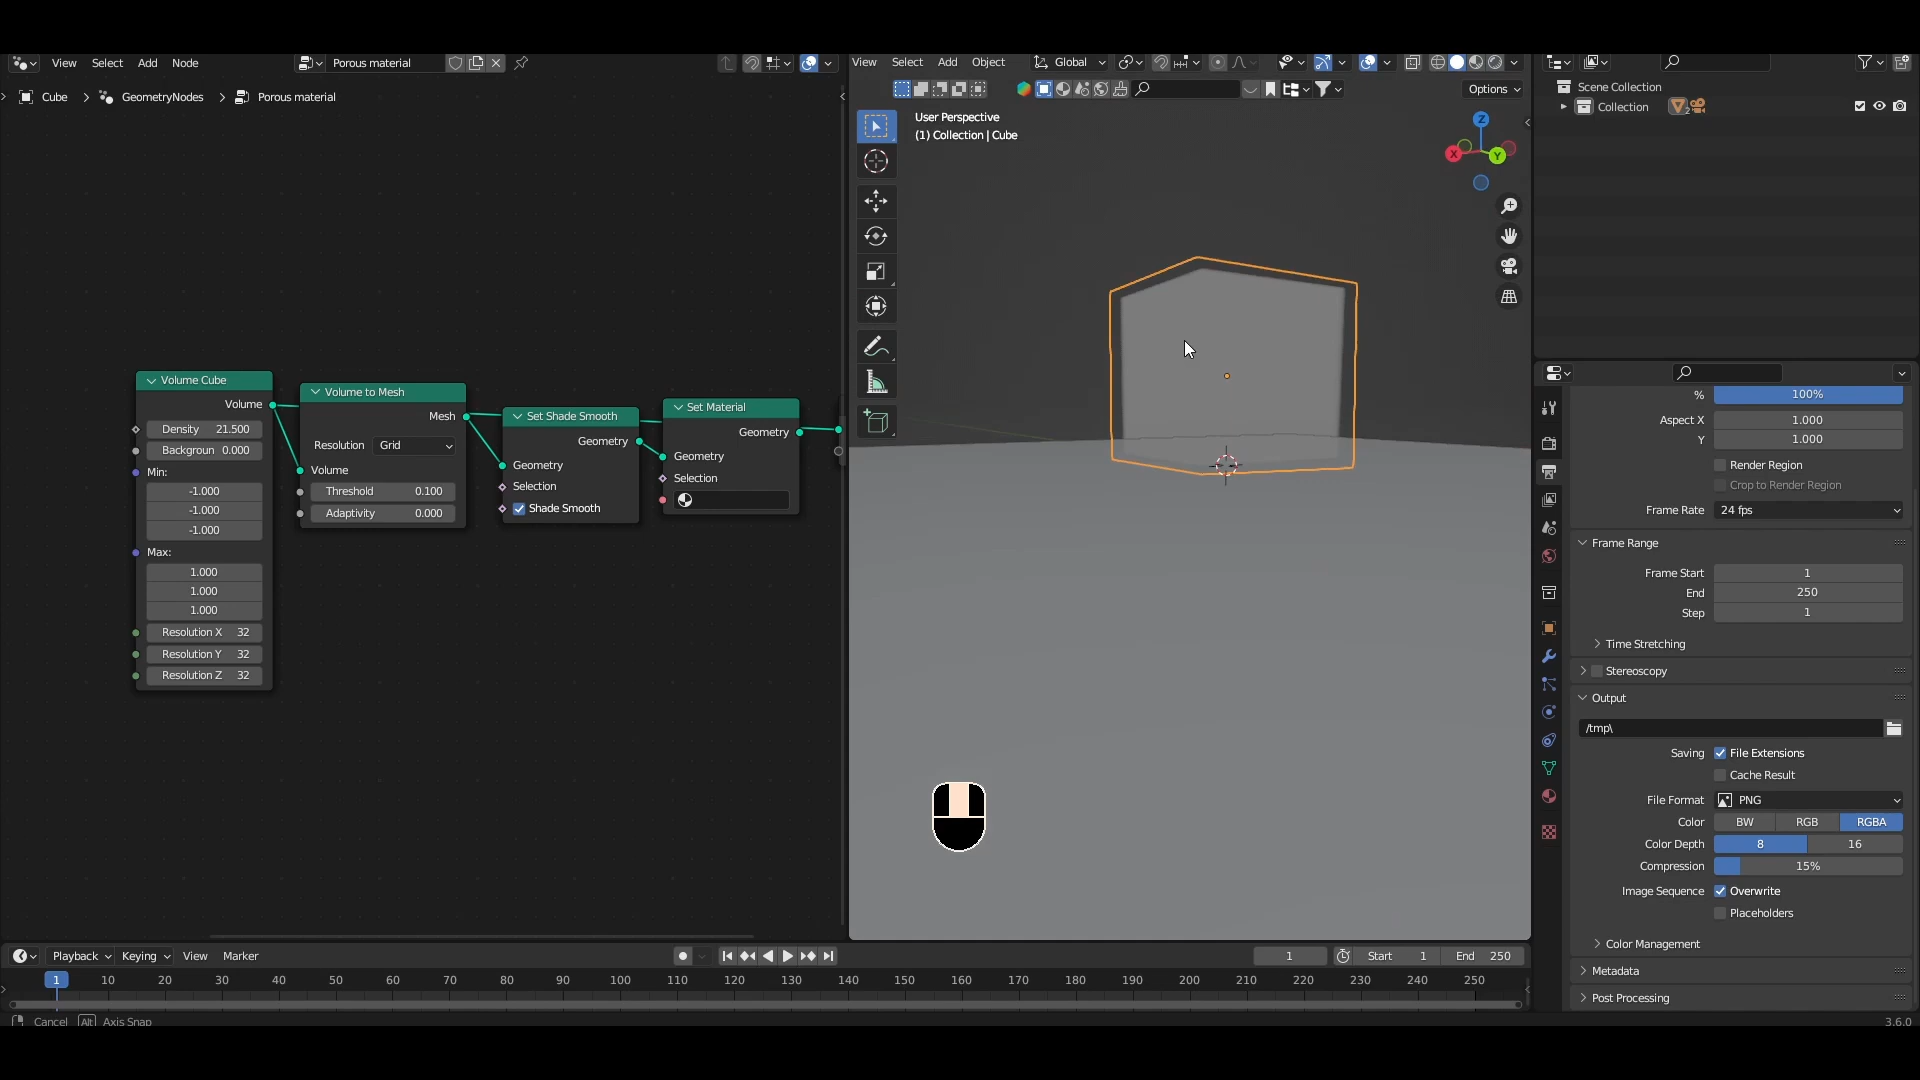 View Select Add Node
Porous material
Cube
GeometryNodes
Porous material
Volume Cube
Volume
Density 21.500
Backgroun 0.000
Min:
-1.000
-1.000
-1.000
Max:
1.000
1.000
1.000
Resolution X 32
Resolution Y 32
Resolution Z 32
Volume to Mesh
Mesh
Resolution Grid
Volume
Threshold 0.100
Adaptivity 0.000
Set Shade Smooth
Geometry
Geometry
Selection
Shade Smooth
Set Material
Geometry
Geometry
Selection
View Select Add Object
Global
Options
User Perspective
(1) Collection | Cube
Z
X
Y
Scene Collection
Collection
2
% 100%
Aspect X 1.000
Y 1.000
Render Region
Crop to Render Region
Frame Rate 24 fps
Frame Range
Frame Start 1
End 250
Step 1
Time Stretching
Stereoscopy
Output
/tmp\
Saving File Extensions
Cache Result
File Format PNG
Color BW RGB RGBA
Color Depth 8 16
Compression 15%
Image Sequence Overwrite
Placeholders
Color Management
Metadata
Post Processing
Playback Keying View Marker
1 Start 1 End 250
1 10 20 30 40 50 60 70 80 90 100 110 120 130 140 150 160 170 180 190 200 210 220 230 240 250
Cancel Alt Axis Snap
3.6.0